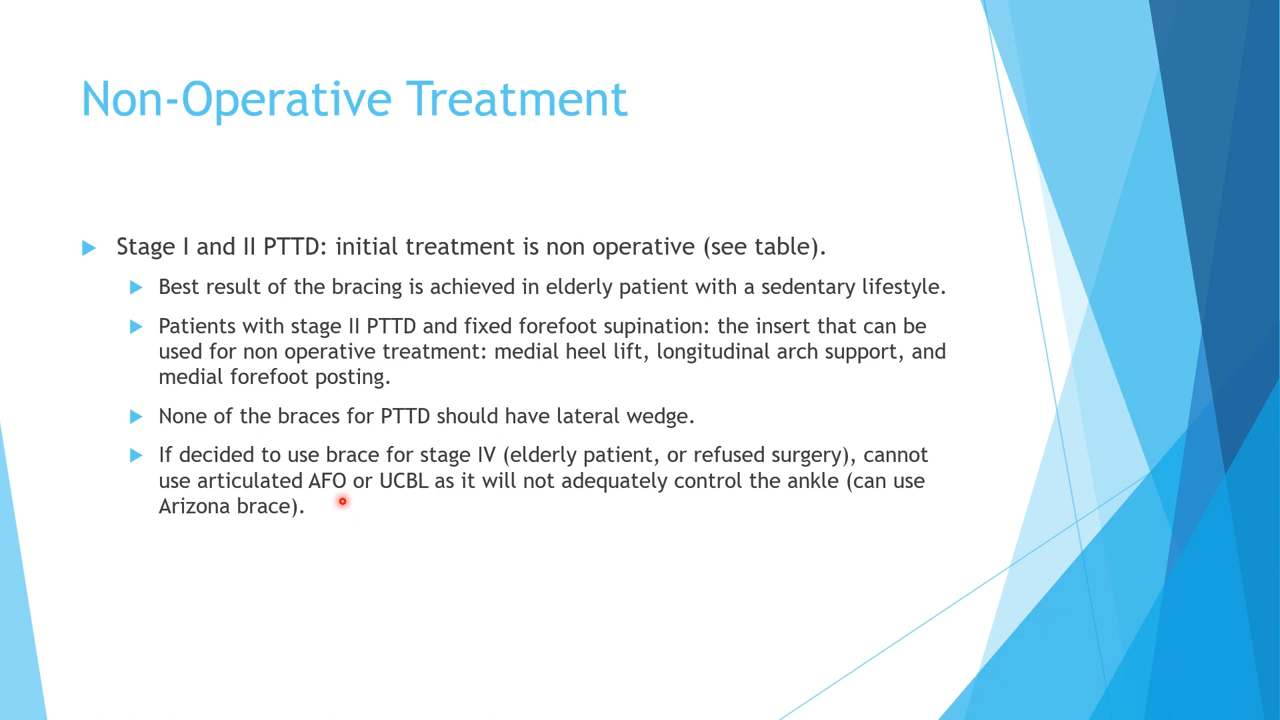 Non-Operative Treatment
Stage I and II PTTD: initial treatment is non operative (see table).
Best result of the bracing is achieved in elderly patient with a sedentary lifestyle.
Patients with stage II PTTD and fixed forefoot supination: the insert that can be
used for non operative treatment: medial heel lift, longitudinal arch support, and
medial forefoot posting.
None of the braces for PTTD should have lateral wedge.
If decided to use brace for stage IV (elderly patient, or refused surgery), cannot
use articulated AFO or UCBL as it will not adequately control the ankle (can use
Arizona brace).